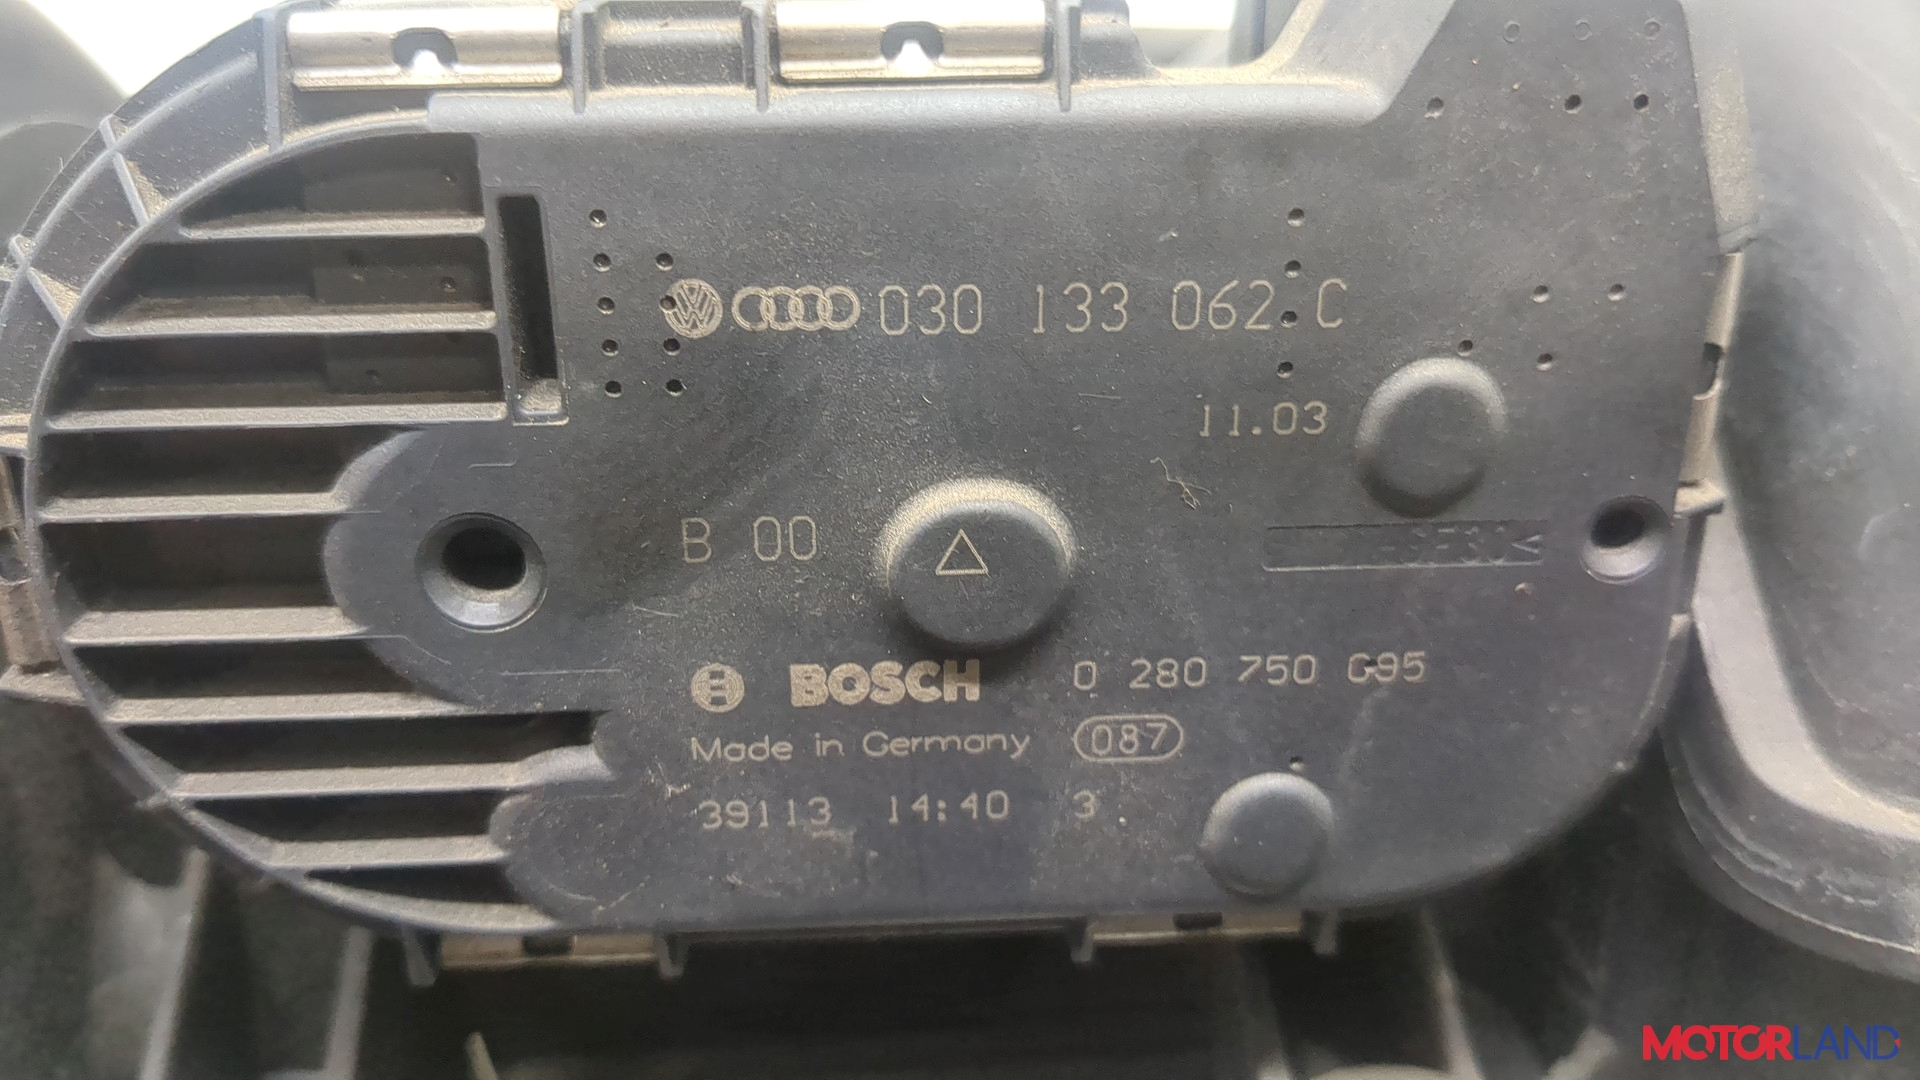 030 133 062 C
11.03
B 00
BOSCH 0 280 750 095
Made in Germany 087
39113 14:40 3
MOTORLAND